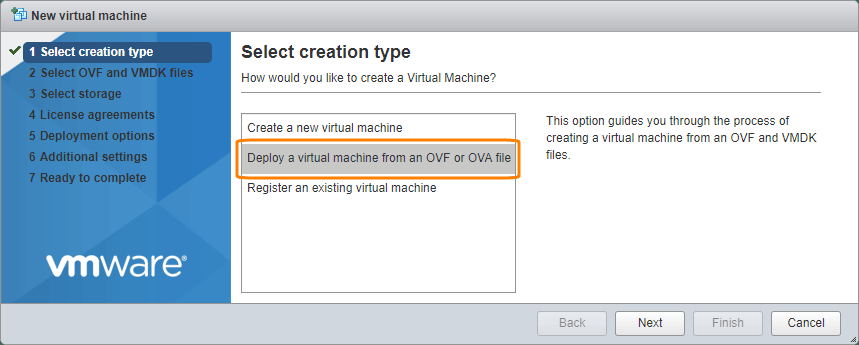 New virtual machine
1 Select creation type
2 Select OVF and VMDK files
3 Select storage
4 License agreements
5 Deployment options
6 Additional settings
7 Ready to complete
vmware®
Select creation type
How would you like to create a Virtual Machine?
Create a new virtual machine
Deploy a virtual machine from an OVF or OVA file
Register an existing virtual machine
This option guides you through the process of
creating a virtual machine from an OVF and VMDK
files.
Back
Next
Finish
Cancel